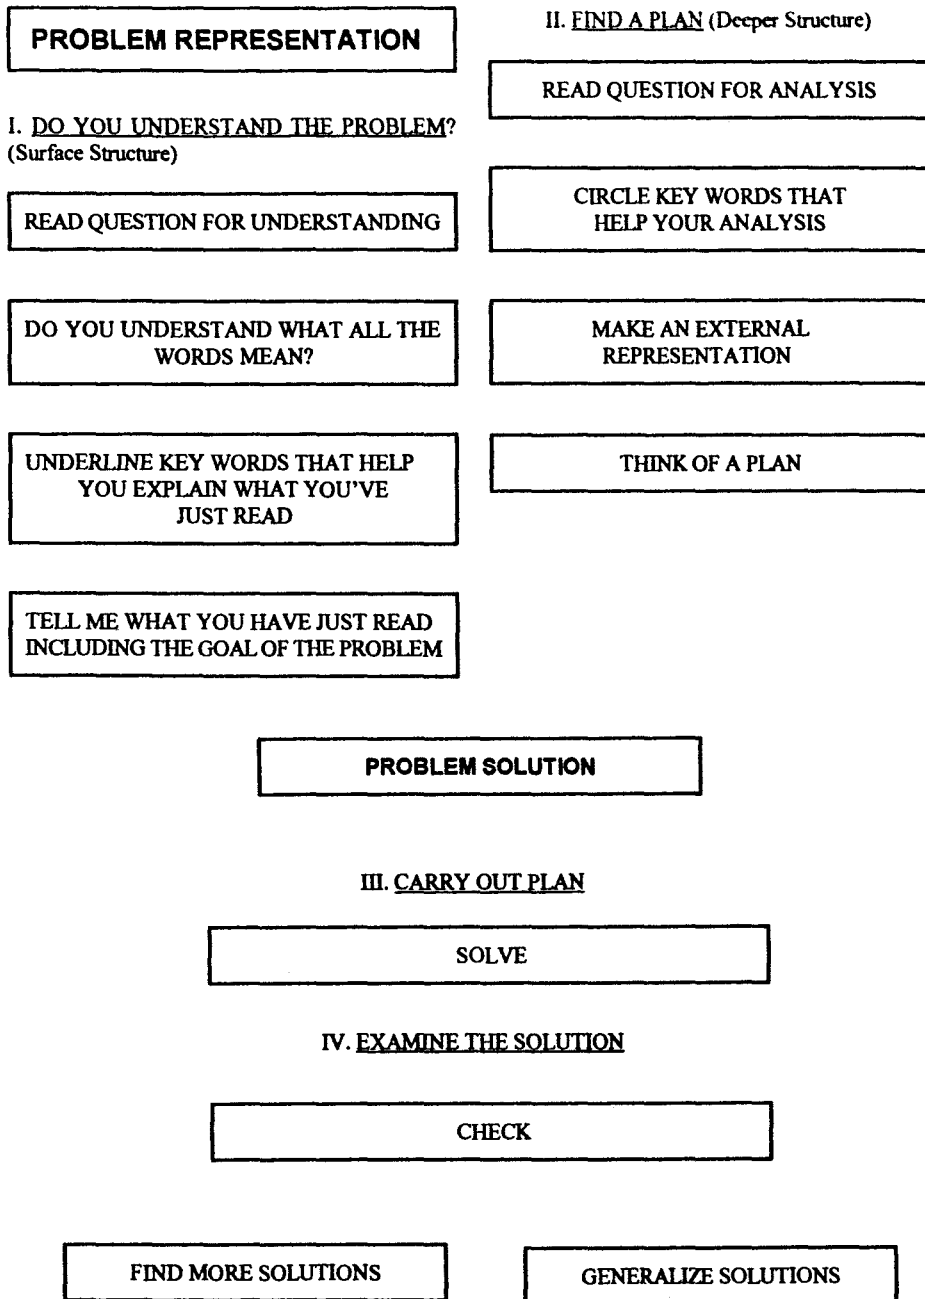 PROBLEM REPRESENTATION
I. DO YOU UNDERSTAND THE PROBLEM?
(Surface Structure)
READ QUESTION FOR UNDERSTANDING
DO YOU UNDERSTAND WHAT ALL THE
WORDS MEAN?
UNDERLINE KEY WORDS THAT HELP
YOU EXPLAIN WHAT YOU'VE
JUST READ
TELL ME WHAT YOU HAVE JUST READ
INCLUDING THE GOAL OF THE PROBLEM
II. FIND A PLAN (Deeper Structure)
READ QUESTION FOR ANALYSIS
CIRCLE KEY WORDS THAT
HELP YOUR ANALYSIS
MAKE AN EXTERNAL
REPRESENTATION
THINK OF A PLAN
PROBLEM SOLUTION
III. CARRY OUT PLAN
SOLVE
IV. EXAMINE THE SOLUTION
CHECK
FIND MORE SOLUTIONS
GENERALIZE SOLUTIONS